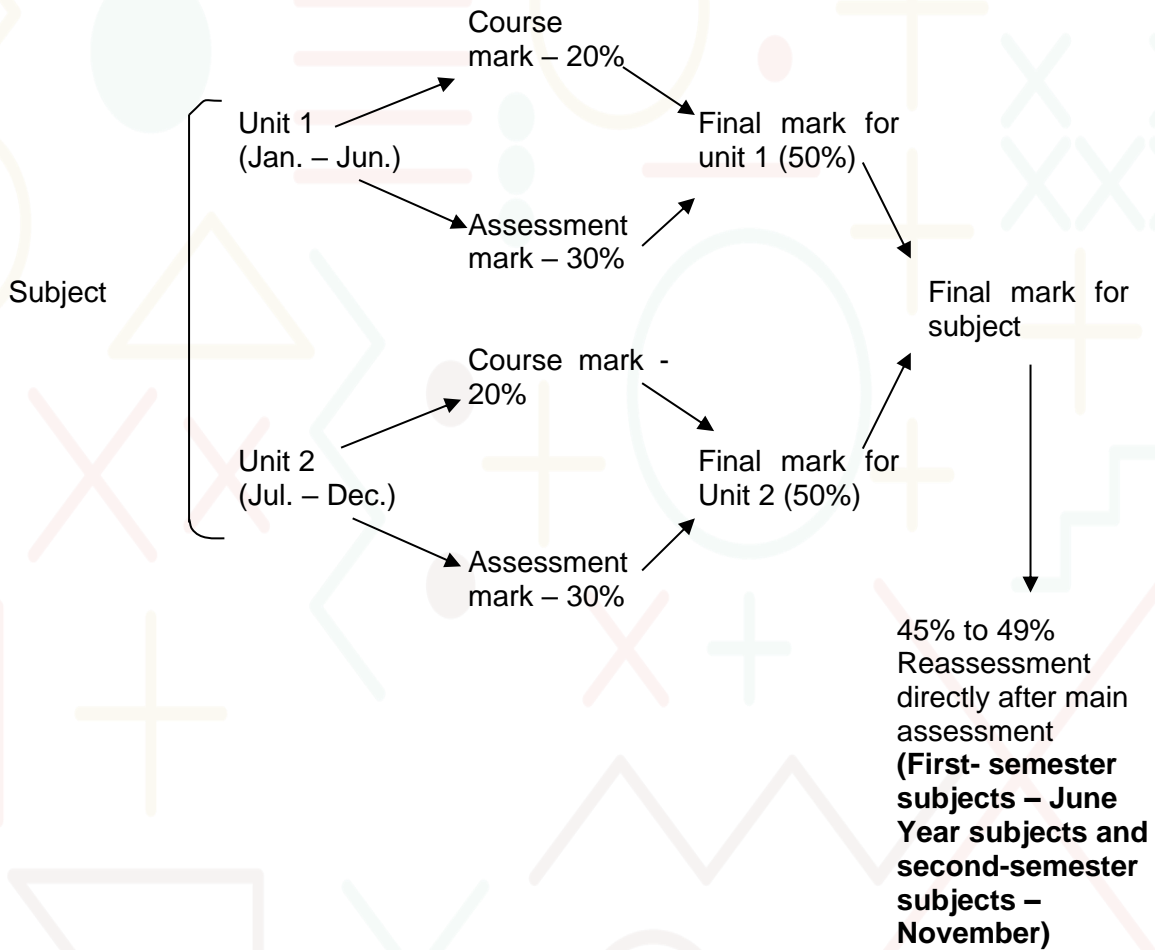 Course
mark – 20%
Unit 1
(Jan. – Jun.)
Final mark for
unit 1 (50%)
Assessment
mark – 30%
Subject
Final mark for
subject
Course mark -
20%
Unit 2
(Jul. – Dec.)
Final mark for
Unit 2 (50%)
Assessment
mark – 30%
45% to 49%
Reassessment
directly after main
assessment
(First- semester
subjects – June
Year subjects and
second-semester
subjects –
November)